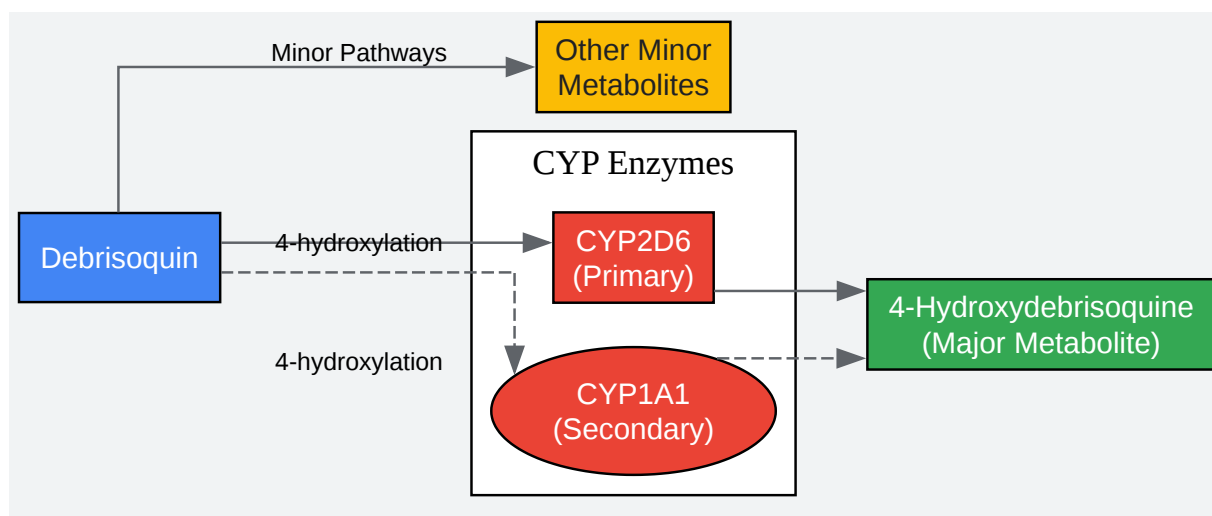 Minor Pathways
Other Minor
Metabolites
CYP Enzymes
Debrisoquin
4-hydroxylation
CYP2D6
(Primary)
4-Hydroxydebrisoquine
(Major Metabolite)
4-hydroxylation
CYP1A1
(Secondary)